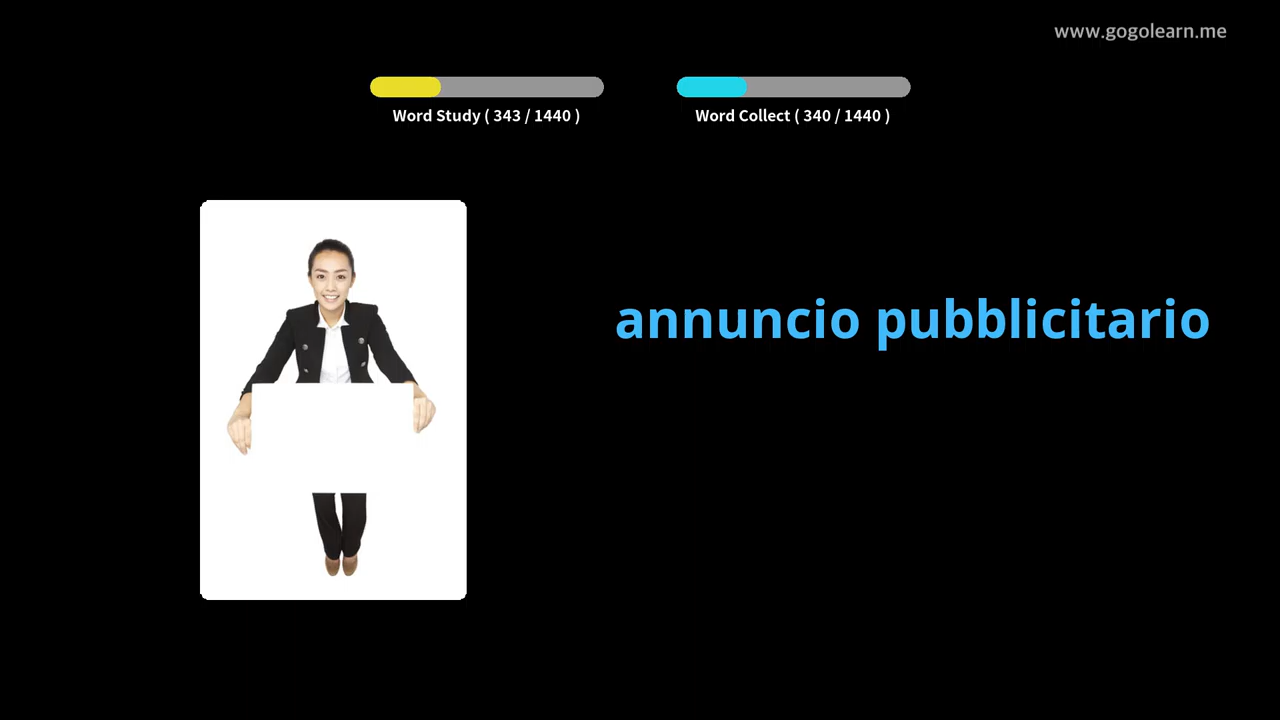 www.gogolearn.me
Word Study ( 343 / 1440 )
Word Collect ( 340 / 1440 )
annuncio pubblicitario